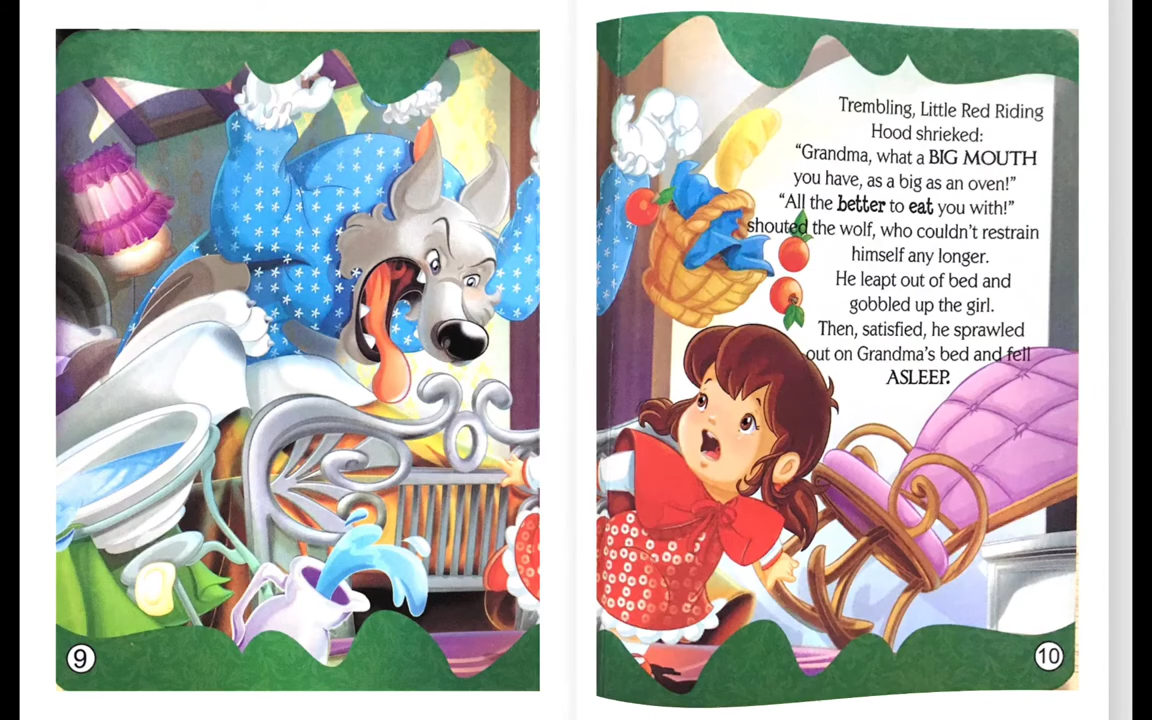 Trembling, Little Red Riding
Hood shrieked:
“Grandma, what a BIG MOUTH
you have, as a big as an oven!”
“All the better to eat you with!”
shouted the wolf, who couldn’t restrain
himself any longer.
He leapt out of bed and
gobbled up the girl.
Then, satisfied, he sprawled
out on Grandma’s bed and fell
ASLEEP.
9
10